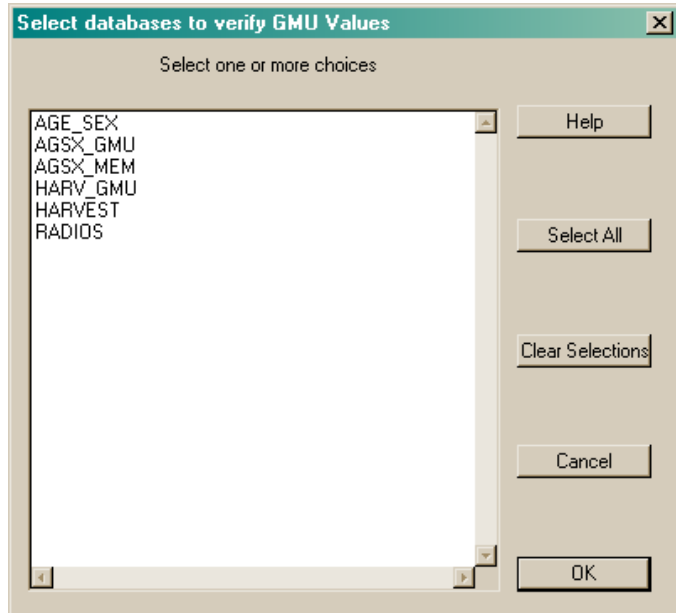 Select databases to verify GMU Values
Select one or more choices
AGE_SEX
AGSX_GMU
AGSX_MEM
HARV_GMU
HARVEST
RADIOS
Help
Select All
Clear Selections
Cancel
OK